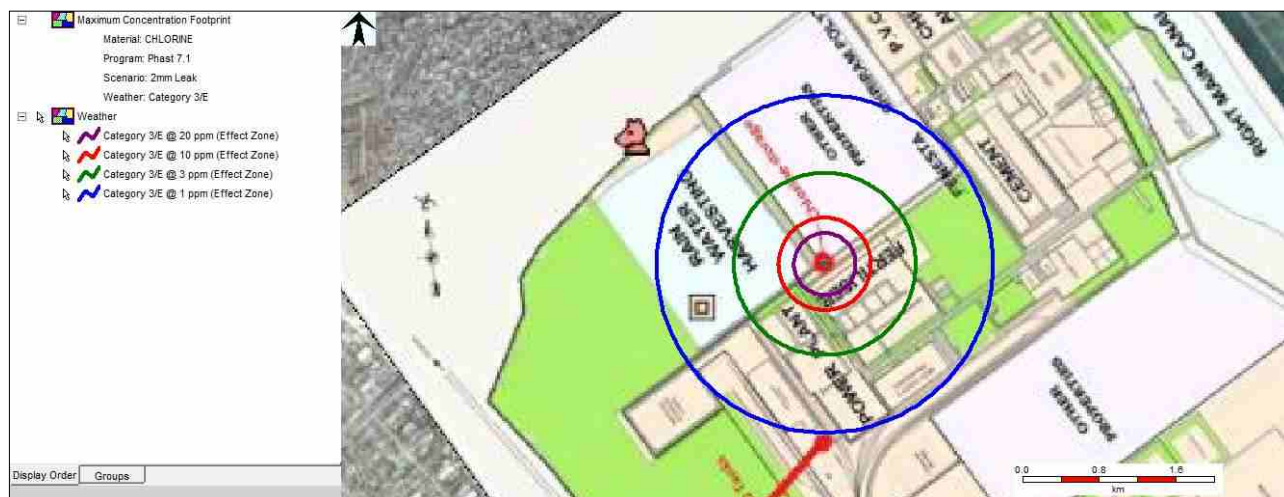 Maximum Concentration Footprint
Material: CHLORINE
Program: Phast 7.1
Scenario: 2mm Leak
Weather: Category 3/E
Weather
Category 3/E @ 20 ppm (Effect Zone)
Category 3/E @ 10 ppm (Effect Zone)
Category 3/E @ 3 ppm (Effect Zone)
Category 3/E @ 1 ppm (Effect Zone)
Display Order
Groups
P.V.C
RIGHT MAIN CANAL
OTHER
PROPERTIES
CEMENT
RAIN
WATER
HARVESTING
POWER PLANT
OTHER
PROPERTIES
0.0 0.8 1.6
km